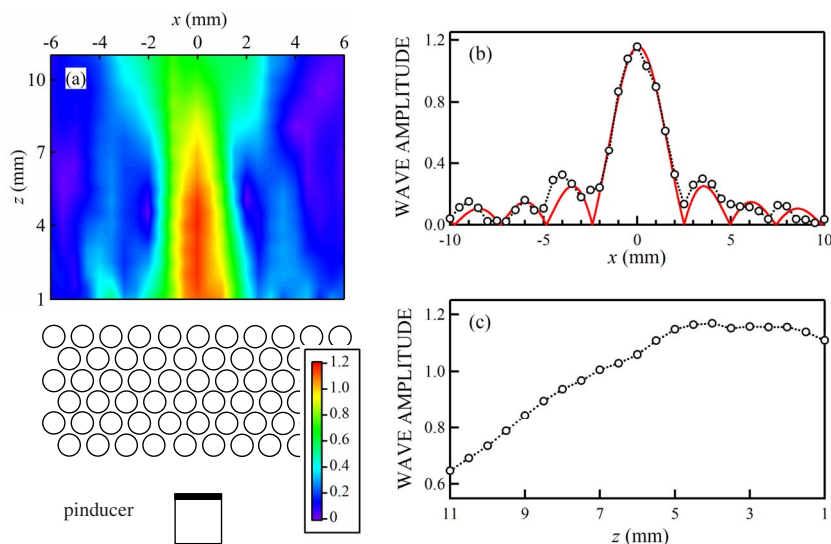 x (mm)
-6 -4 -2 0 2 4 6
(a)
z (mm)
10
7
4
1
1.2
1.0
0.8
0.6
0.4
0.2
0
pinducer
(b)
WAVE AMPLITUDE
1.2
0.8
0.4
0.0
-10 -5 0 5 10
x (mm)
(c)
WAVE AMPLITUDE
1.2
1.0
0.8
0.6
11 9 7 5 3 1
z (mm)